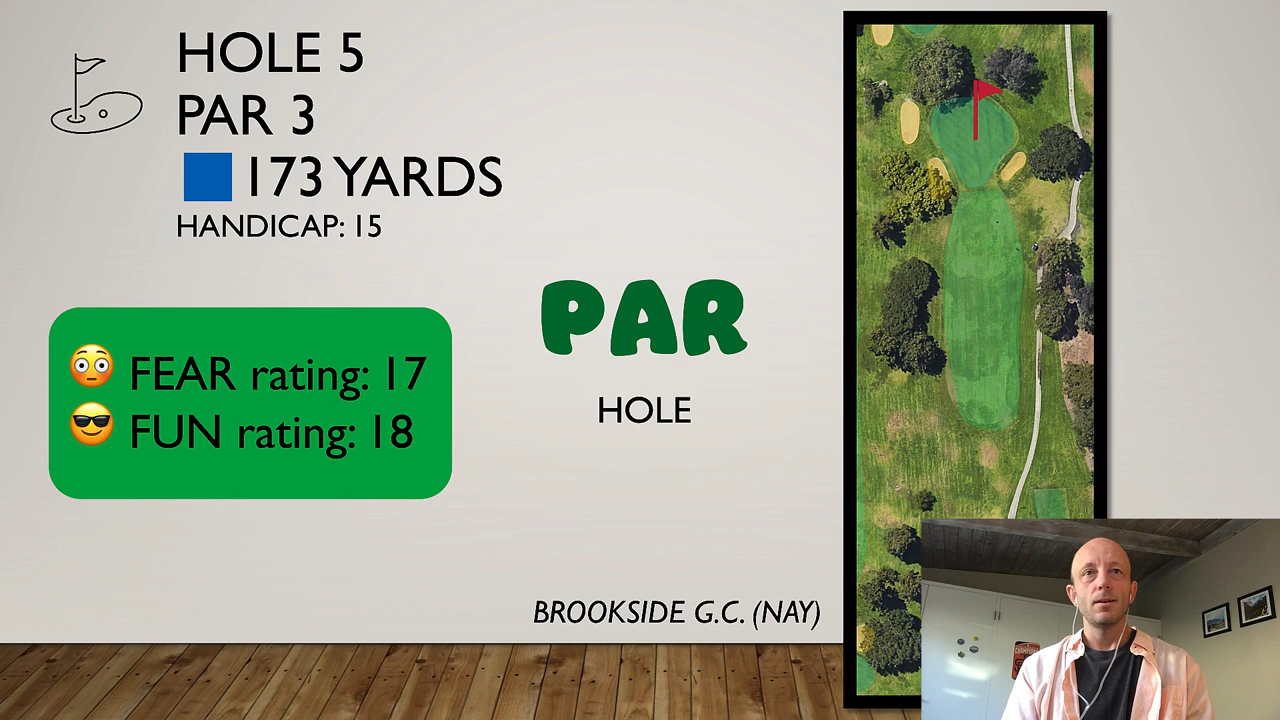 HOLE 5
PAR 3
173 YARDS
HANDICAP: 15
FEAR rating: 17
FUN rating: 18
PAR
HOLE
BROOKSIDE G.C. (NAY)